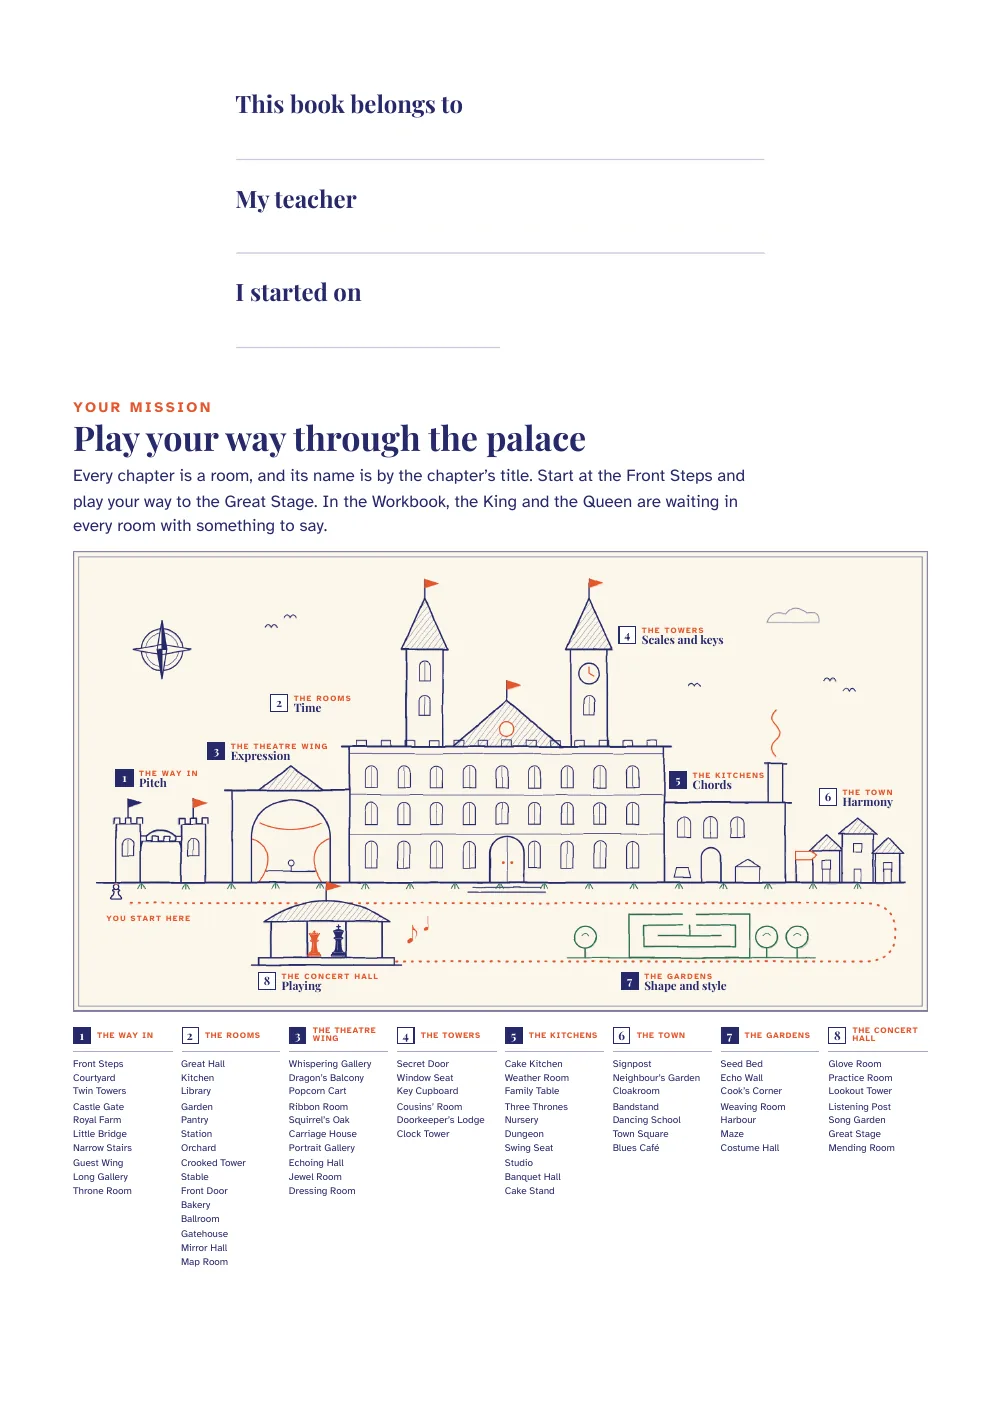 This book belongs to
My teacher
I started on
YOUR MISSION
Play your way through the palace
Every chapter is a room, and its name is by the chapter’s title. Start at the Front Steps and
play your way to the Great Stage. In the Workbook, the King and the Queen are waiting in
every room with something to say.
4 THE TOWERS
Scales and keys
2 THE ROOMS
Time
3 THE THEATRE WING
Expression
1 THE WAY IN
Pitch
5 THE KITCHENS
Chords
6 THE TOWN
Harmony
YOU START HERE
8 THE CONCERT HALL
Playing
7 THE GARDENS
Shape and style
1 THE WAY IN
Front Steps
Courtyard
Twin Towers
Castle Gate
Royal Farm
Little Bridge
Narrow Stairs
Guest Wing
Long Gallery
Throne Room
2 THE ROOMS
Great Hall
Kitchen
Library
Garden
Pantry
Station
Orchard
Crooked Tower
Stable
Front Door
Bakery
Ballroom
Gatehouse
Mirror Hall
Map Room
3 THE THEATRE
WING
Whispering Gallery
Dragon’s Balcony
Popcorn Cart
Ribbon Room
Squirrel’s Oak
Carriage House
Portrait Gallery
Echoing Hall
Jewel Room
Dressing Room
4 THE TOWERS
Secret Door
Window Seat
Key Cupboard
Cousins’ Room
Doorkeeper’s Lodge
Clock Tower
5 THE KITCHENS
Cake Kitchen
Weather Room
Family Table
Three Thrones
Nursery
Dungeon
Swing Seat
Studio
Banquet Hall
Cake Stand
6 THE TOWN
Signpost
Neighbour’s Garden
Cloakroom
Bandstand
Dancing School
Town Square
Blues Café
7 THE GARDENS
Seed Bed
Echo Wall
Cook’s Corner
Weaving Room
Harbour
Maze
Costume Hall
8 THE CONCERT
HALL
Glove Room
Practice Room
Lookout Tower
Listening Post
Song Garden
Great Stage
Mending Room